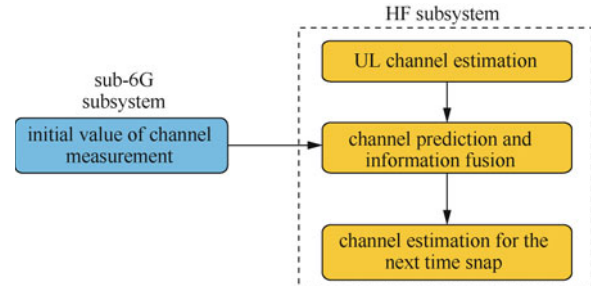 HF subsystem
UL channel estimation
sub-6G
subsystem
initial value of channel
measurement
channel prediction and
information fusion
channel estimation for the
next time snap